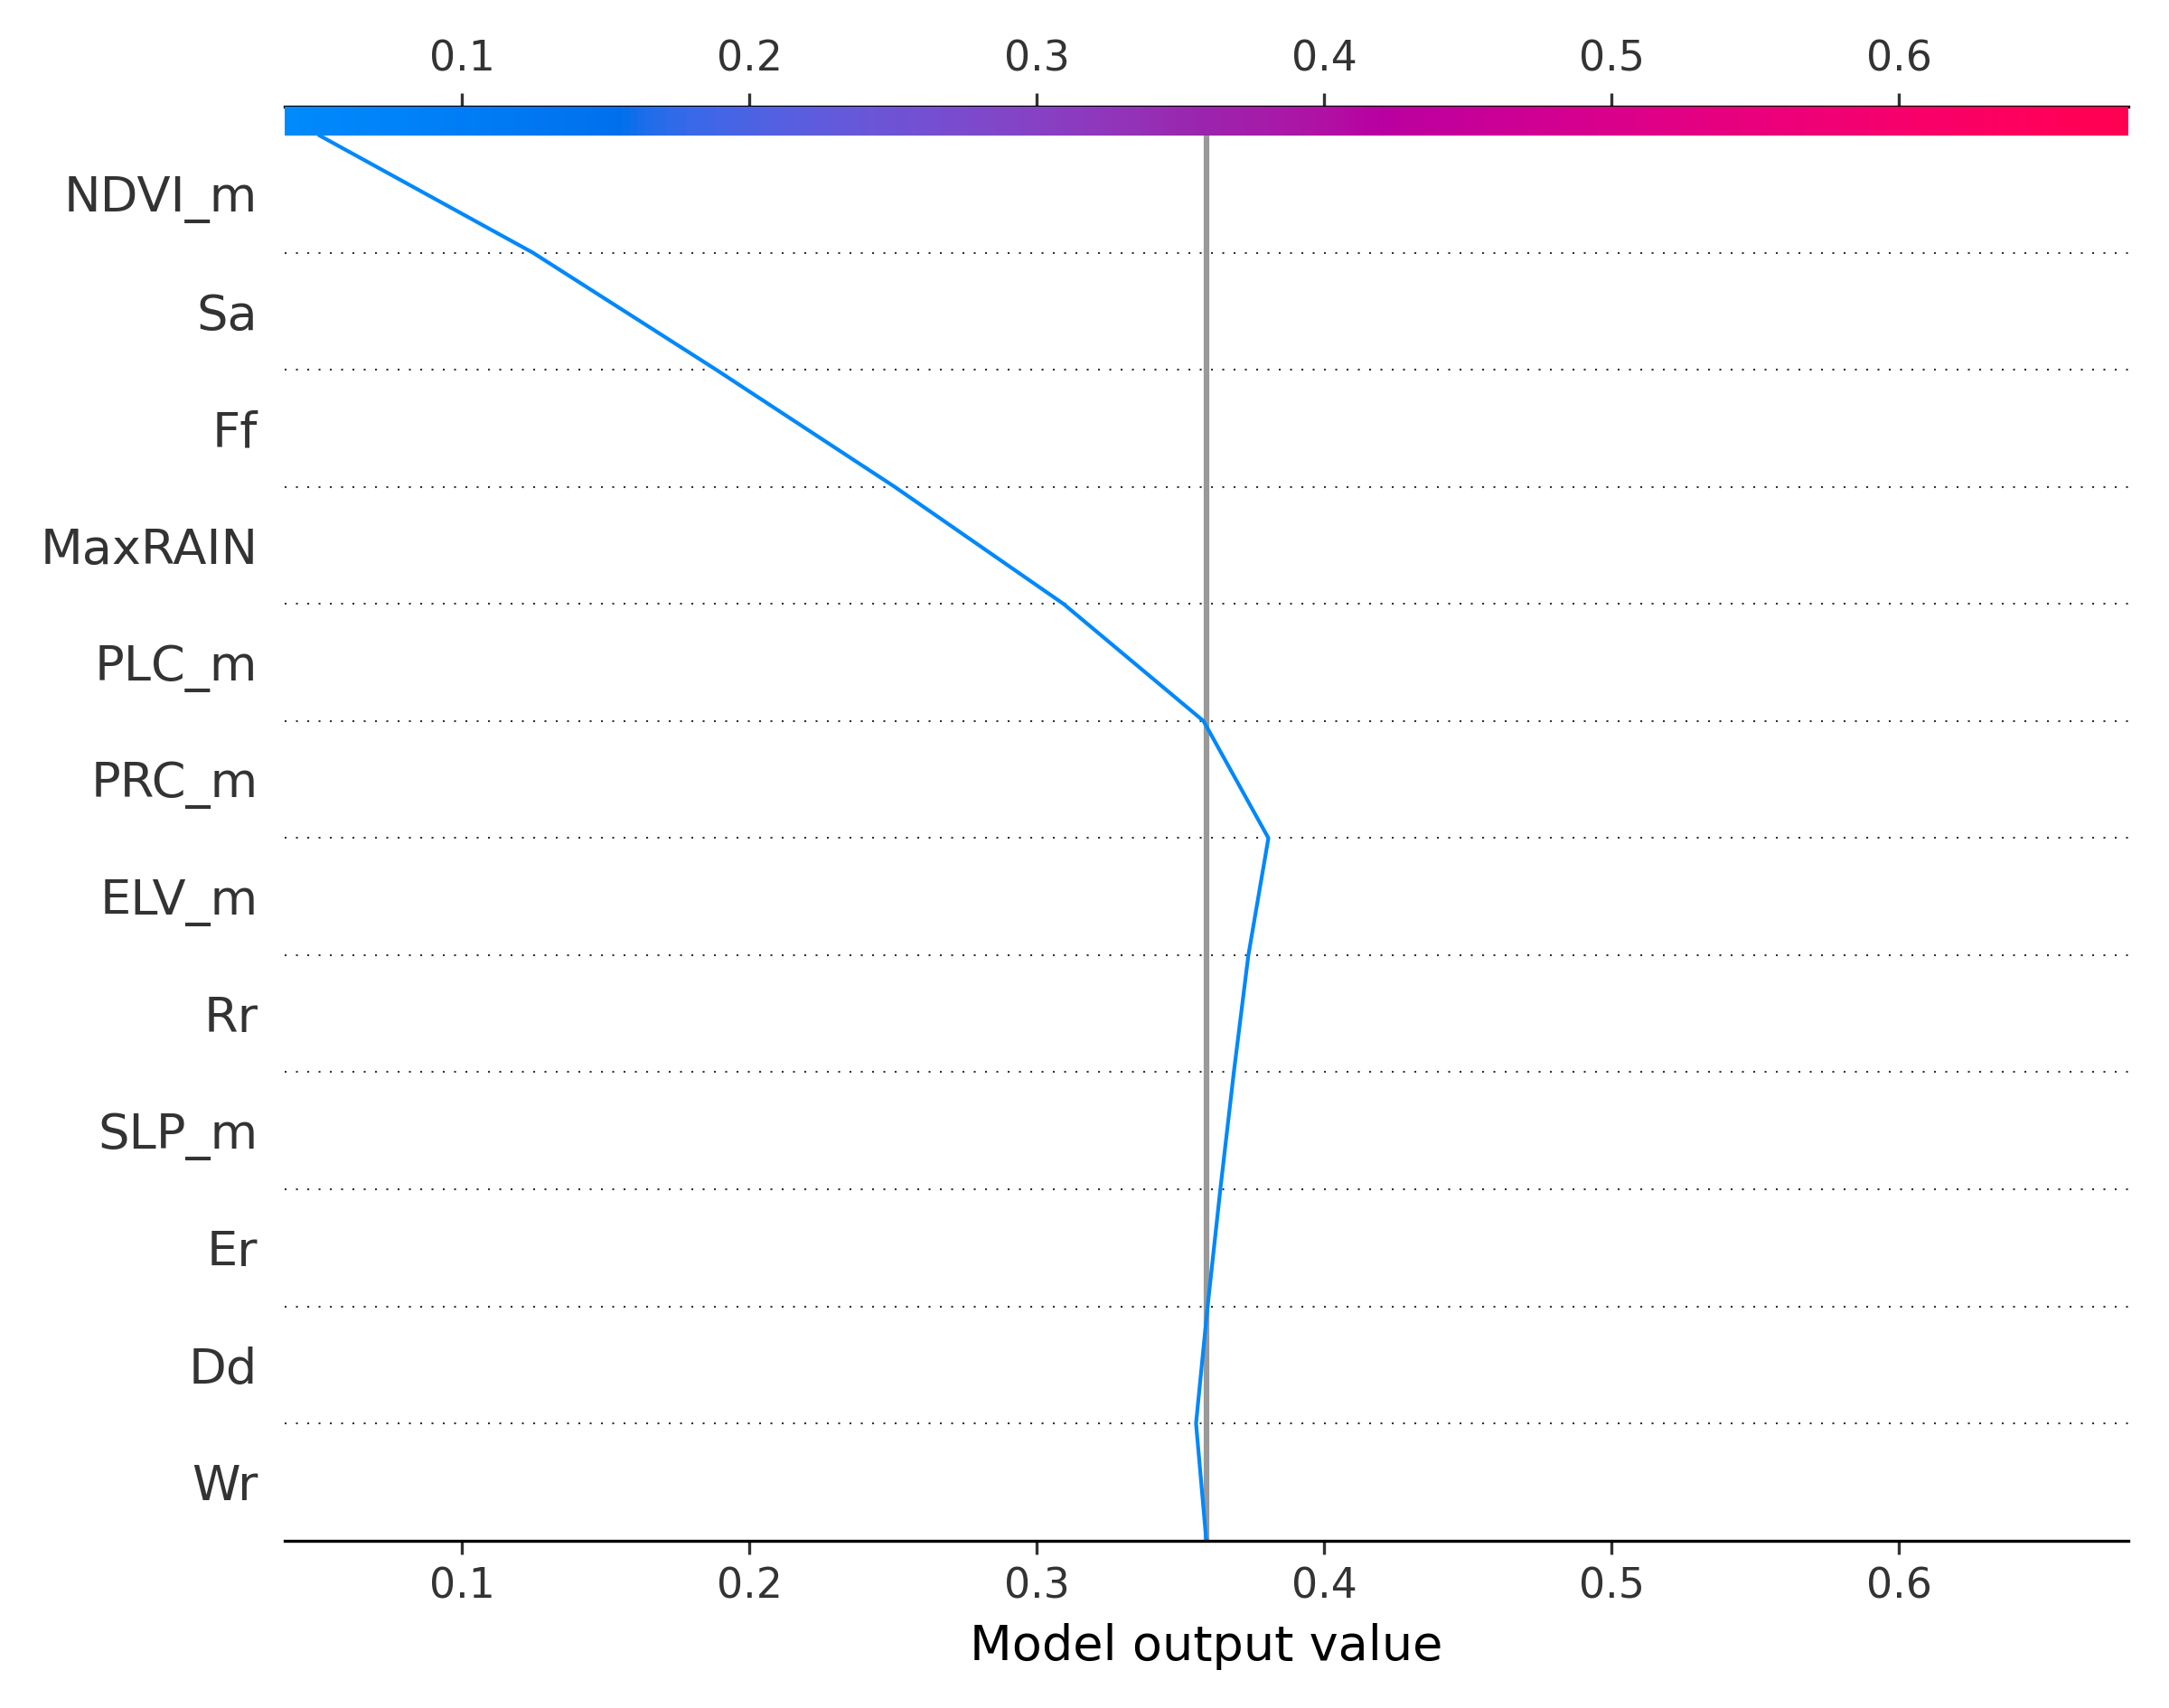 0.1 0.2 0.3 0.4 0.5 0.6
NDVI_m
Sa
Ff
MaxRAIN
PLC_m
PRC_m
ELV_m
Rr
SLP_m
Er
Dd
Wr
0.1 0.2 0.3 0.4 0.5 0.6
Model output value